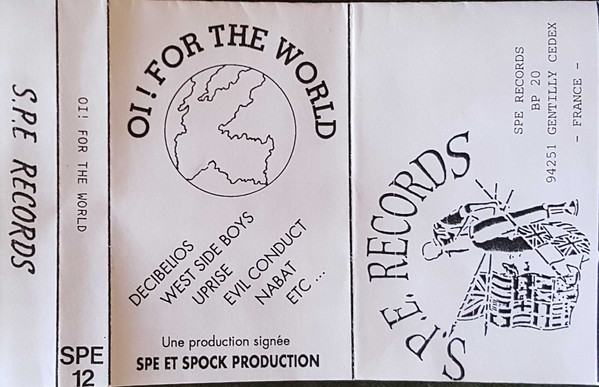 S.P.E RECORDS
OI! FOR THE WORLD
SPE
12
OI! FOR THE WORLD
DECIBELIOS
WEST SIDE BOYS
UPRISE
EVIL CONDUCT
NABAT
ETC ...
Une production signée
SPE ET SPOCK PRODUCTION
S.P.E. RECORDS
SPE RECORDS
BP 20
94251 GENTILLY CEDEX
- FRANCE -